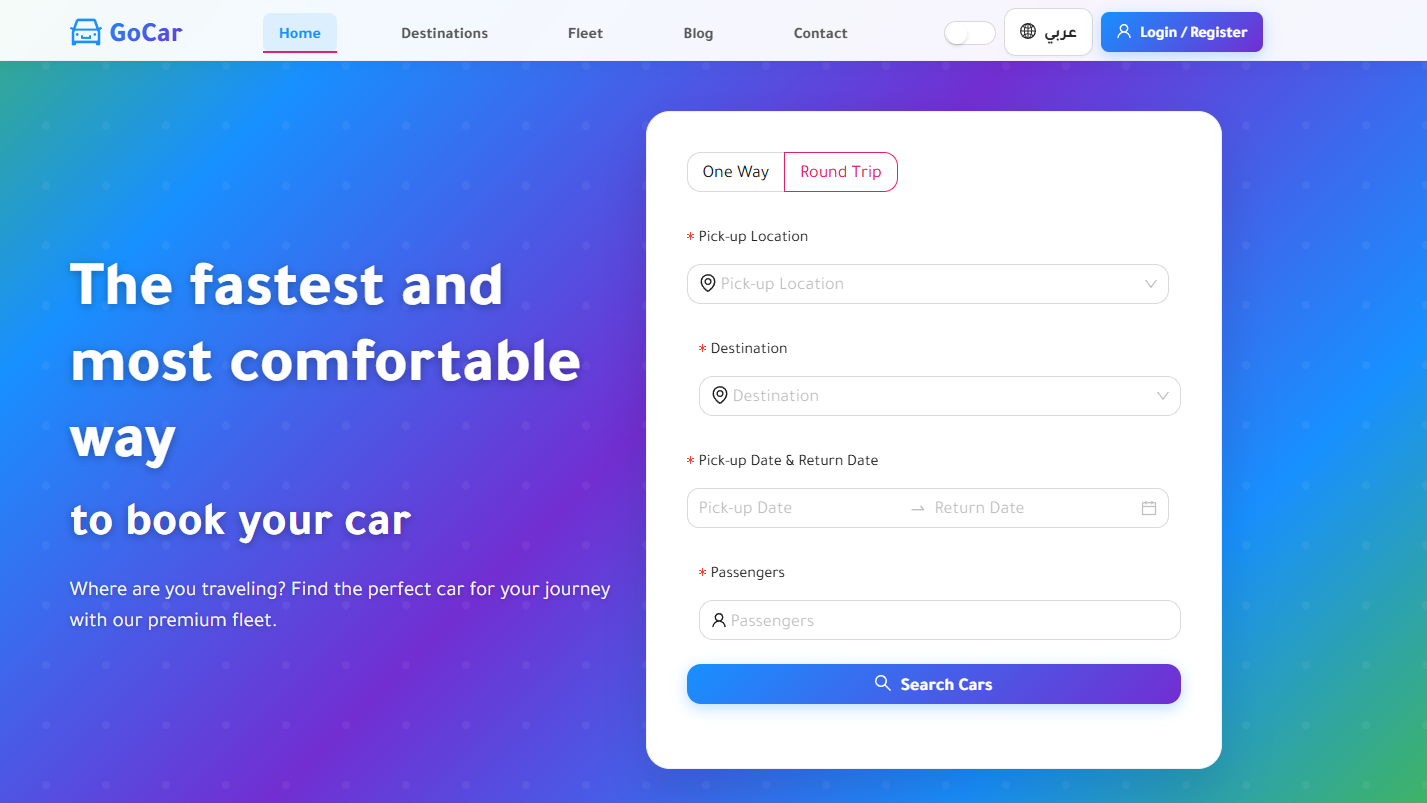 GoCar
Home
Destinations
Fleet
Blog
Contact
عربي
Login / Register
The fastest and
most comfortable
way
to book your car
Where are you traveling? Find the perfect car for your journey
with our premium fleet.
One Way
Round Trip
* Pick-up Location
Pick-up Location
* Destination
Destination
* Pick-up Date & Return Date
Pick-up Date → Return Date
* Passengers
Passengers
Search Cars